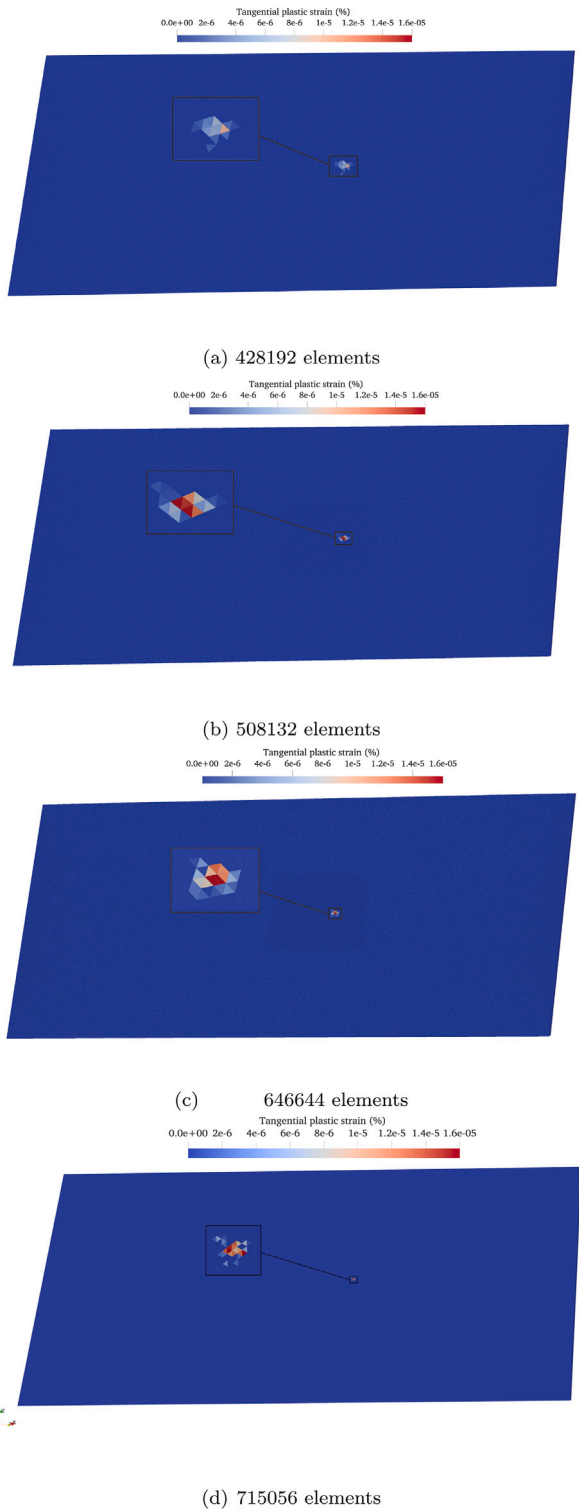 Tangential plastic strain (%)
0.0e+00 2e-6 4e-6 6e-6 8e-6 1e-5 1.2e-5 1.4e-5 1.6e-05
(a) 428192 elements
Tangential plastic strain (%)
0.0e+00 2e-6 4e-6 6e-6 8e-6 1e-5 1.2e-5 1.4e-5 1.6e-05
(b) 508132 elements
Tangential plastic strain (%)
0.0e+00 2e-6 4e-6 6e-6 8e-6 1e-5 1.2e-5 1.4e-5 1.6e-05
(c) 646644 elements
Tangential plastic strain (%)
0.0e+00 2e-6 4e-6 6e-6 8e-6 1e-5 1.2e-5 1.4e-5 1.6e-05
(d) 715056 elements